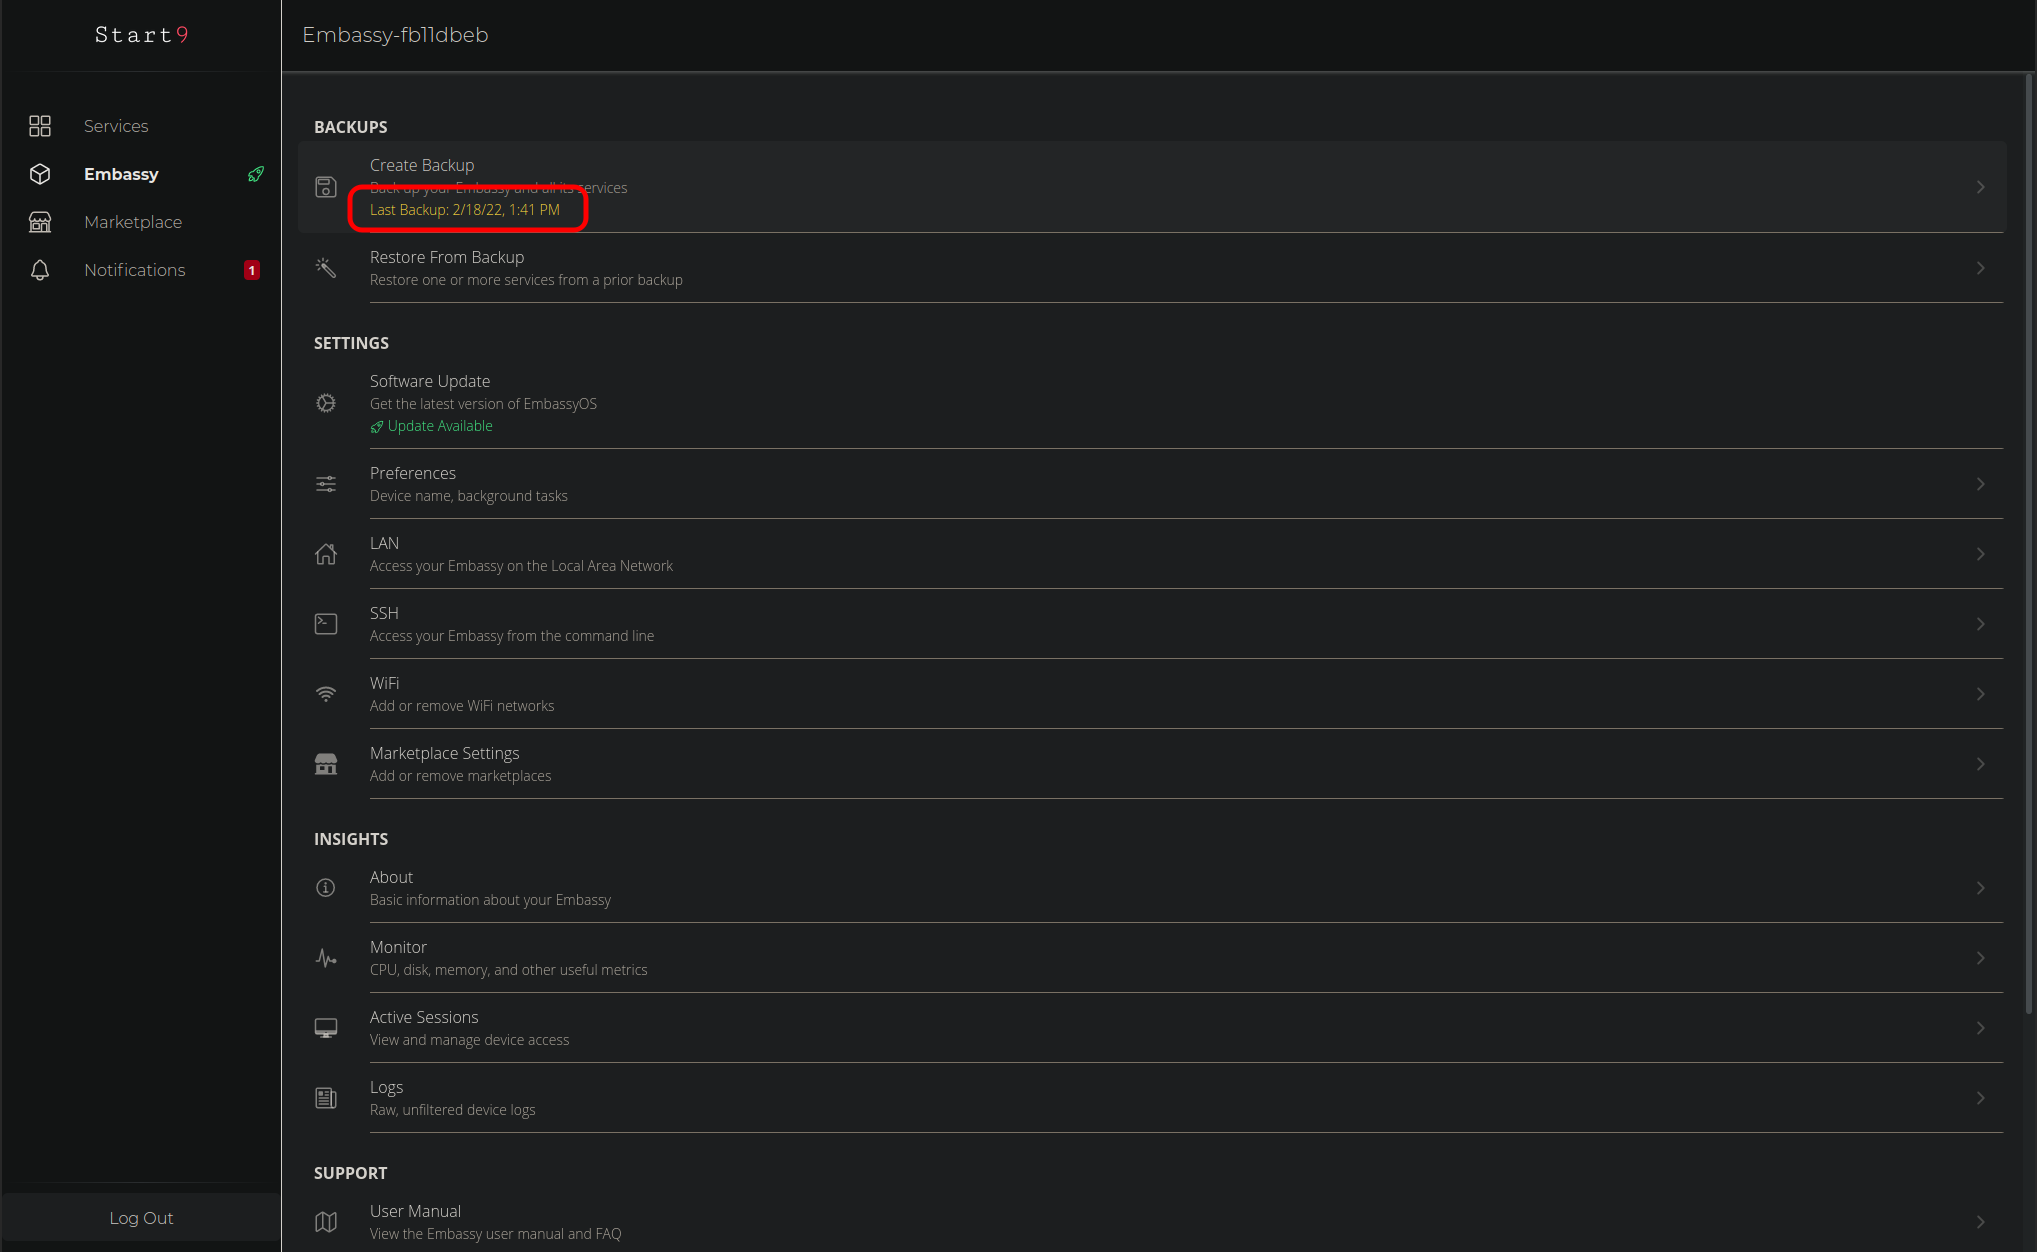 Start9
Services
Embassy
Marketplace
Notifications 1
Log Out
Embassy-fb11dbeb
BACKUPS
Create Backup
Back up your Embassy and all its services
Last Backup: 2/18/22, 1:41 PM
Restore From Backup
Restore one or more services from a prior backup
SETTINGS
Software Update
Get the latest version of EmbassyOS
Update Available
Preferences
Device name, background tasks
LAN
Access your Embassy on the Local Area Network
SSH
Access your Embassy from the command line
WiFi
Add or remove WiFi networks
Marketplace Settings
Add or remove marketplaces
INSIGHTS
About
Basic information about your Embassy
Monitor
CPU, disk, memory, and other useful metrics
Active Sessions
View and manage device access
Logs
Raw, unfiltered device logs
SUPPORT
User Manual
View the Embassy user manual and FAQ